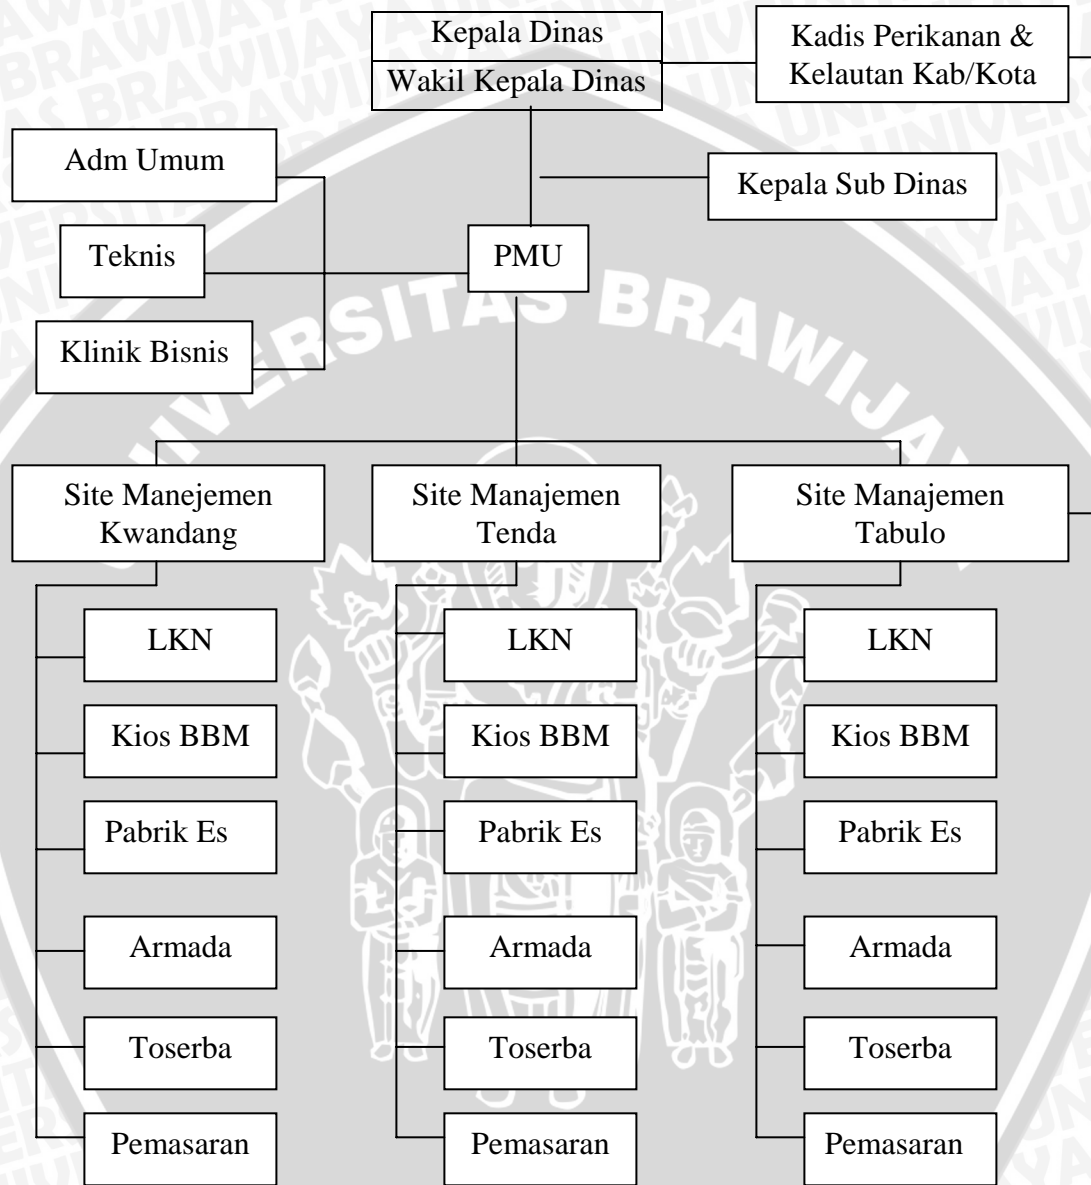 Kepala Dinas
Wakil Kepala Dinas
Kadis Perikanan &
Kelautan Kab/Kota
Adm Umum
Kepala Sub Dinas
Teknis
PMU
Klinik Bisnis
UNIVERSITAS BRAWIJAYA
Site Manejemen
Kwandang
Site Manajemen
Tenda
Site Manajemen
Tabulo
LKN
LKN
LKN
Kios BBM
Kios BBM
Kios BBM
Pabrik Es
Pabrik Es
Pabrik Es
Armada
Armada
Armada
Toserba
Toserba
Toserba
Pemasaran
Pemasaran
Pemasaran